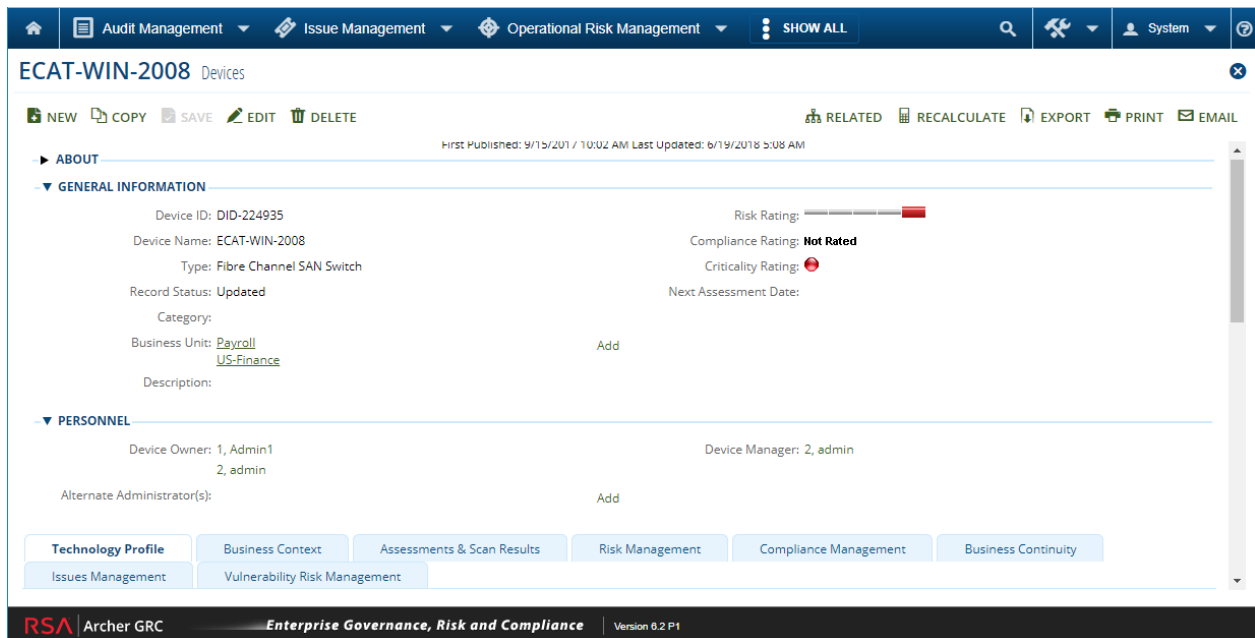 Audit Management Issue Management Operational Risk Management SHOW ALL System
ECAT-WIN-2008 Devices
NEW COPY SAVE EDIT DELETE RELATED RECALCULATE EXPORT PRINT EMAIL
First Published: 9/15/2017 10:02 AM Last Updated: 6/19/2018 5:08 AM
ABOUT
GENERAL INFORMATION
Device ID: DID-224935 Risk Rating:
Device Name: ECAT-WIN-2008 Compliance Rating: Not Rated
Type: Fibre Channel SAN Switch Criticality Rating:
Record Status: Updated Next Assessment Date:
Category:
Business Unit: Payroll Add
US-Finance
Description:
PERSONNEL
Device Owner: 1, Admin1 Device Manager: 2, admin
2, admin
Alternate Administrator(s): Add
Technology Profile Business Context Assessments & Scan Results Risk Management Compliance Management Business Continuity
Issues Management Vulnerability Risk Management
RSA Archer GRC Enterprise Governance, Risk and Compliance Version 6.2 P1